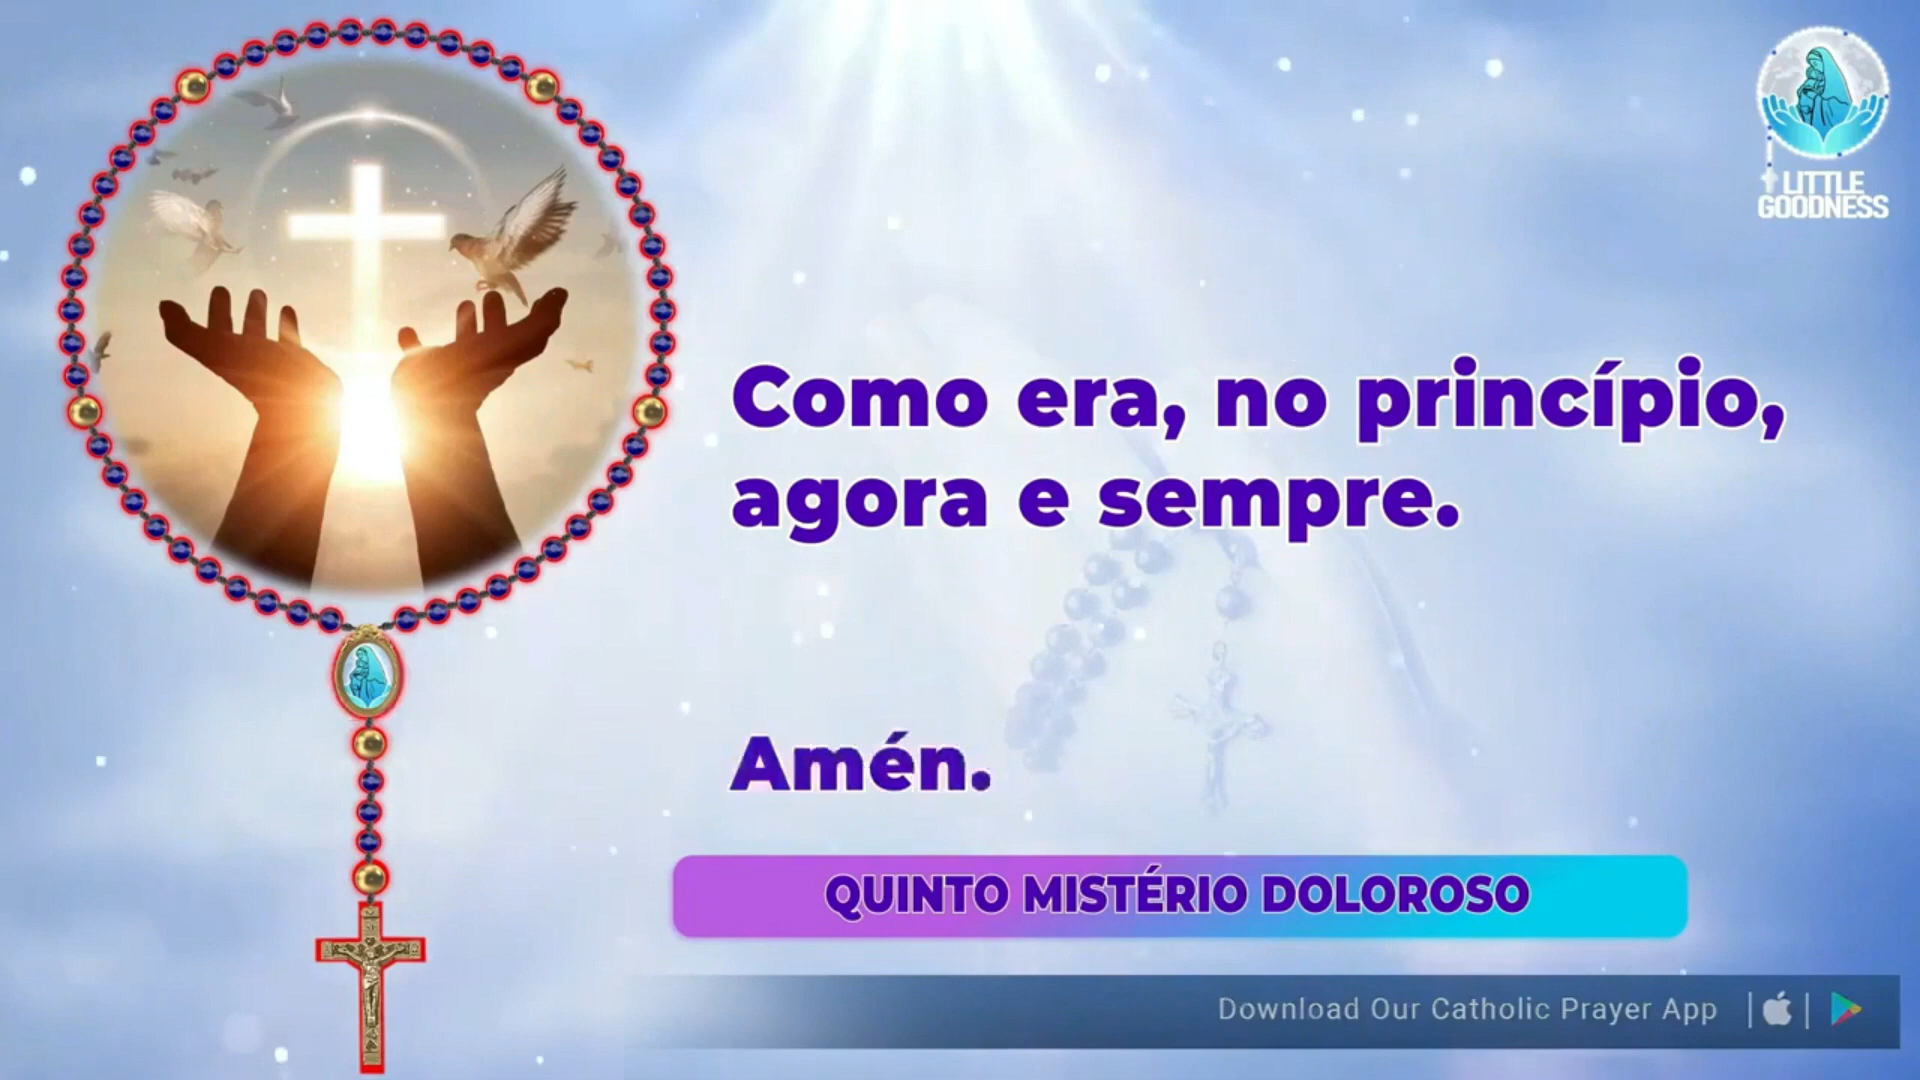 LITTLE
GOODNESS
Como era, no princípio,
agora e sempre.
Amén.
QUINTO MISTÉRIO DOLOROSO
Download Our Catholic Prayer App